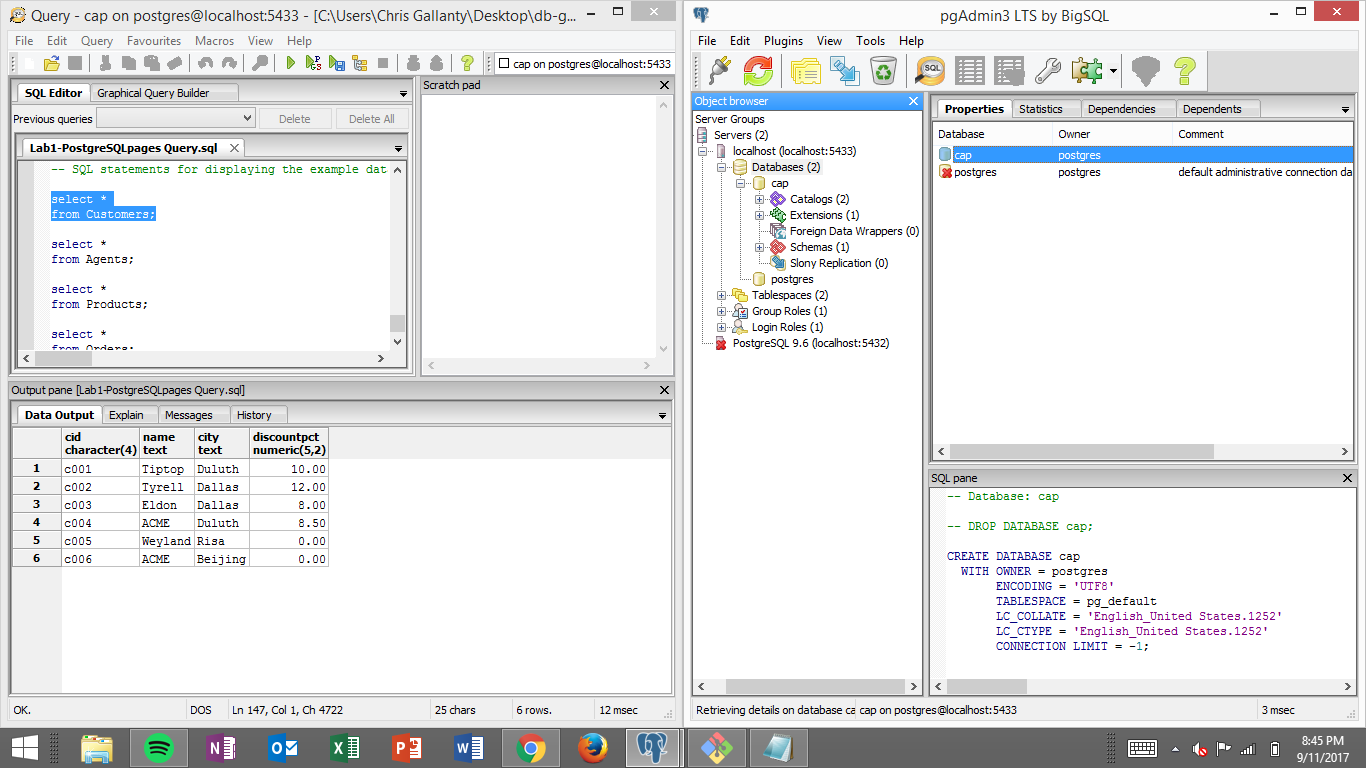 Query - cap on postgres@localhost:5433 - [C:\Users\Chris Gallanty\Desktop\db-g...
File Edit Query Favourites Macros View Help
cap on postgres@localhost:5433
SQL Editor Graphical Query Builder
Previous queries Delete Delete All
Lab1-PostgreSQLpages Query.sql
-- SQL statements for displaying the example dat
select *
from Customers;
select *
from Agents;
select *
from Products;
select *
from Orders;
Scratch pad
Output pane [Lab1-PostgreSQLpages Query.sql]
Data Output Explain Messages History
cid name city discountpct
character(4) text text numeric(5,2)
1 c001 Tiptop Duluth 10.00
2 c002 Tyrell Dallas 12.00
3 c003 Eldon Dallas 8.00
4 c004 ACME Duluth 8.50
5 c005 Weyland Risa 0.00
6 c006 ACME Beijing 0.00
OK. DOS Ln 147, Col 1, Ch 4722 25 chars 6 rows. 12 msec
pgAdmin3 LTS by BigSQL
File Edit Plugins View Tools Help
SQL
Object browser
Server Groups
Servers (2)
localhost (localhost:5433)
Databases (2)
cap
Catalogs (2)
Extensions (1)
Foreign Data Wrappers (0)
Schemas (1)
Slony Replication (0)
postgres
Tablespaces (2)
Group Roles (1)
Login Roles (1)
PostgreSQL 9.6 (localhost:5432)
Properties Statistics Dependencies Dependents
Database Owner Comment
cap postgres
postgres postgres default administrative connection da
SQL pane
-- Database: cap
-- DROP DATABASE cap;
CREATE DATABASE cap
WITH OWNER = postgres
ENCODING = 'UTF8'
TABLESPACE = pg_default
LC_COLLATE = 'English_United States.1252'
LC_CTYPE = 'English_United States.1252'
CONNECTION LIMIT = -1;
Retrieving details on database ca cap on postgres@localhost:5433 3 msec
8:45 PM
9/11/2017